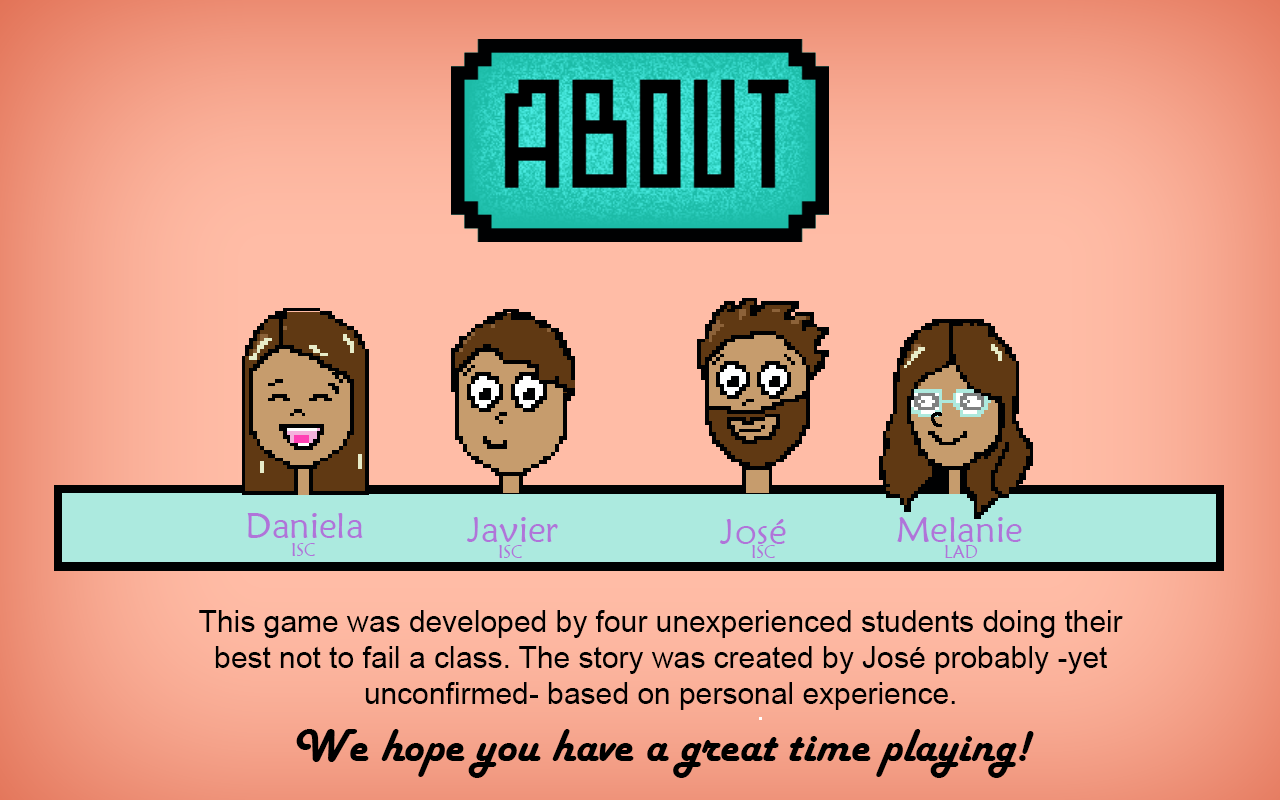 ABOUT
Daniela Javier José Melanie
ISC ISC ISC LAD
This game was developed by four unexperienced students doing their
best not to fail a class. The story was created by José probably -yet
unconfirmed- based on personal experience.
We hope you have a great time playing!